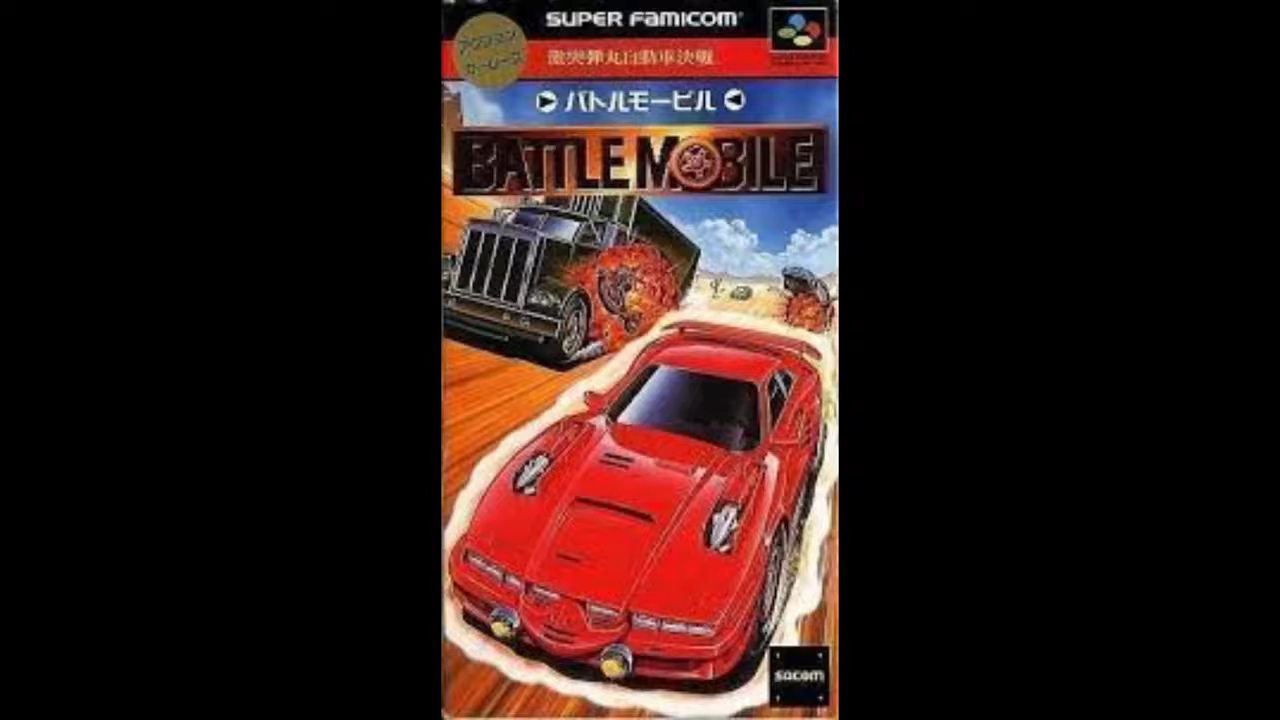 SUPER FAMICOM
アクション
カーレース
激突弾丸自動車決戦
バトルモービル
BATTLE MOBILE
sacom